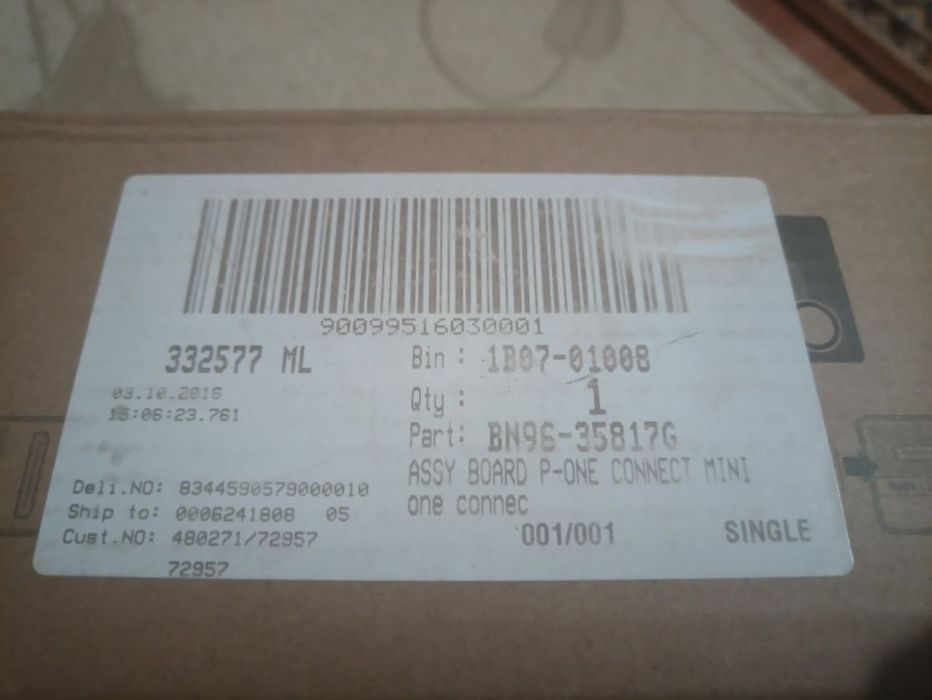 90099516030001
332577 ML
Bin : 1B07-01008
03.10.2016
Qty : 1
15:06:23.761
Part: BN96-35817G
ASSY BOARD P-ONE CONNECT MINI
Deli.NO: 8344590579000010
one connec
Ship to: 0006241808 05
Cust.NO: 480271/72957
001/001
SINGLE
72957